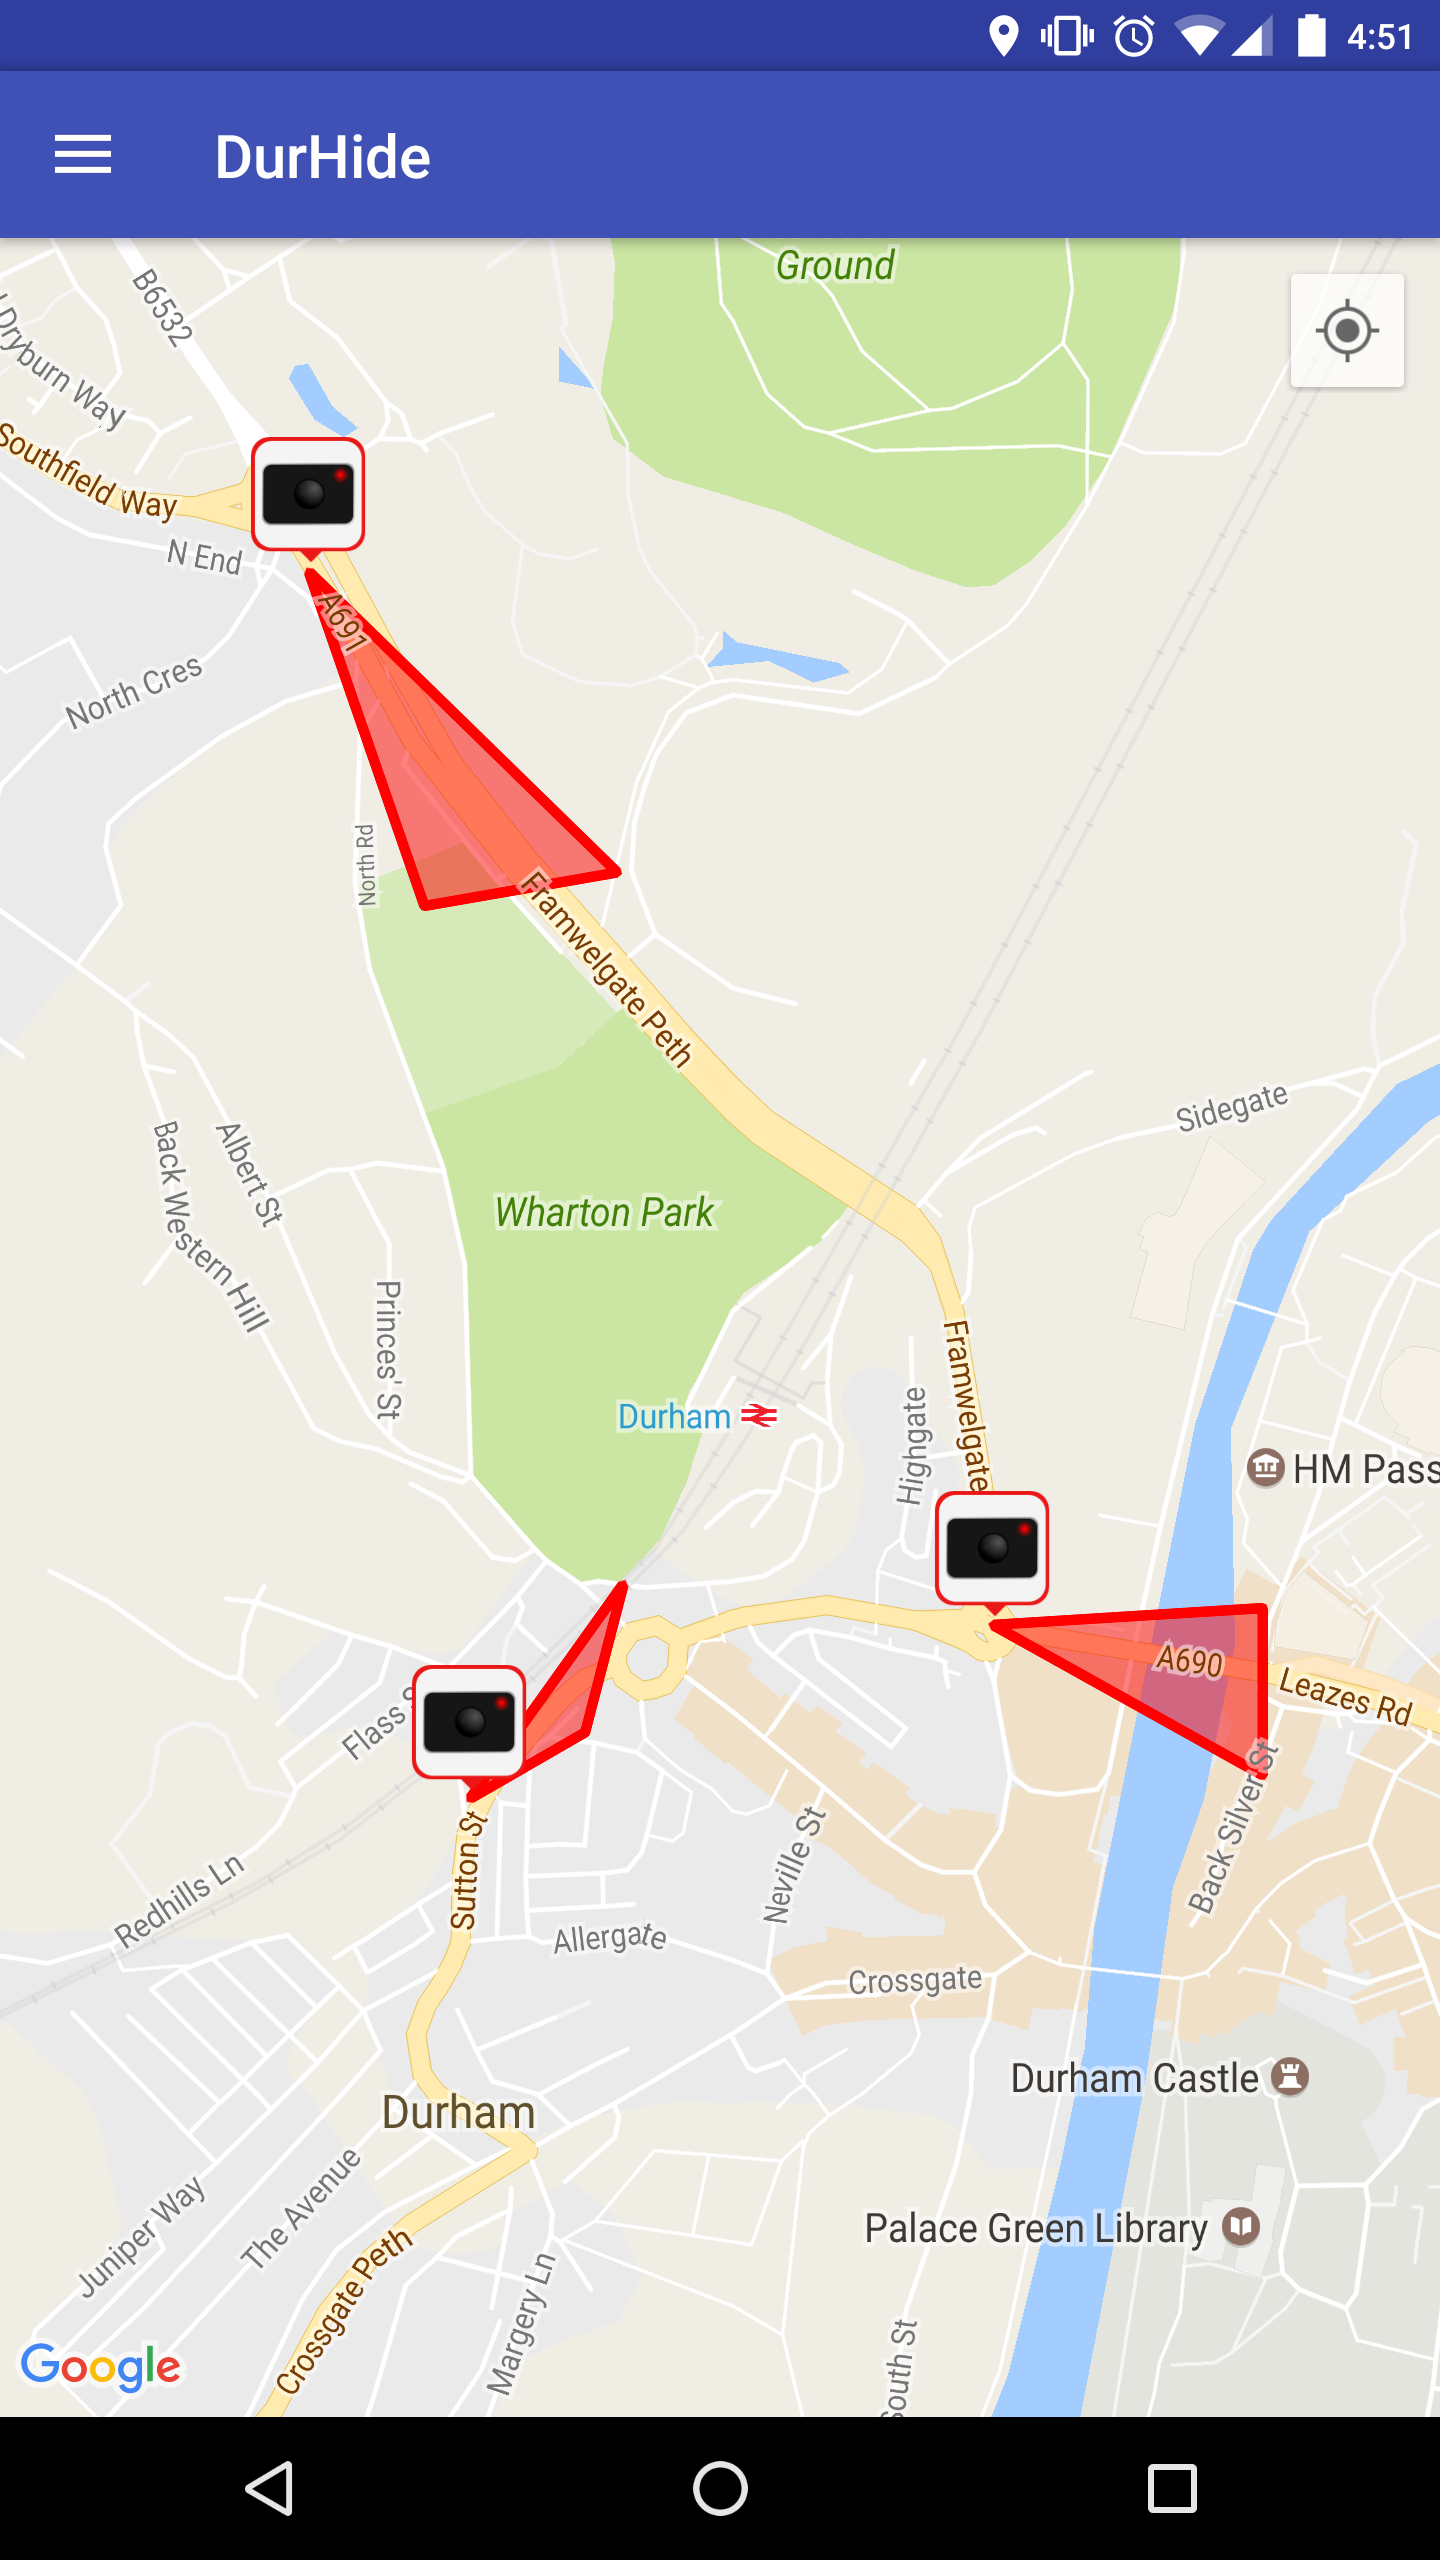 4:51
DurHide
Ground
B6532
Dryburn Way
Southfield Way
N End
A691
North Cres
North Rd
Framwelgate Peth
Sidegate
Albert St
Back Western Hill
Wharton Park
Princes' St
Framwelgate
Durham
Highgate
HM Pass
A690
Leazes Rd
Flass
Back Silver St
Sutton St
Neville St
Redhills Ln
Allergate
Crossgate
Durham Castle
Durham
Juniper Way
The Avenue
Palace Green Library
Crossgate Peth
Margery Ln
South St
Google